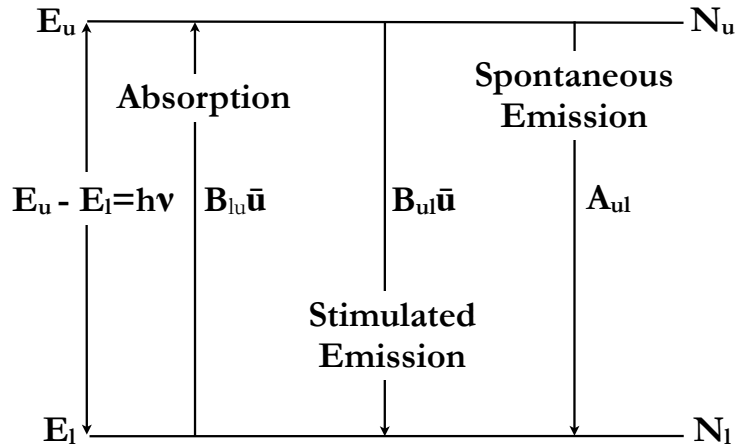 Eu Nu
Absorption
Spontaneous
Emission
Eu - El=hν Bluū Bulū Aul
Stimulated
Emission
El Nl